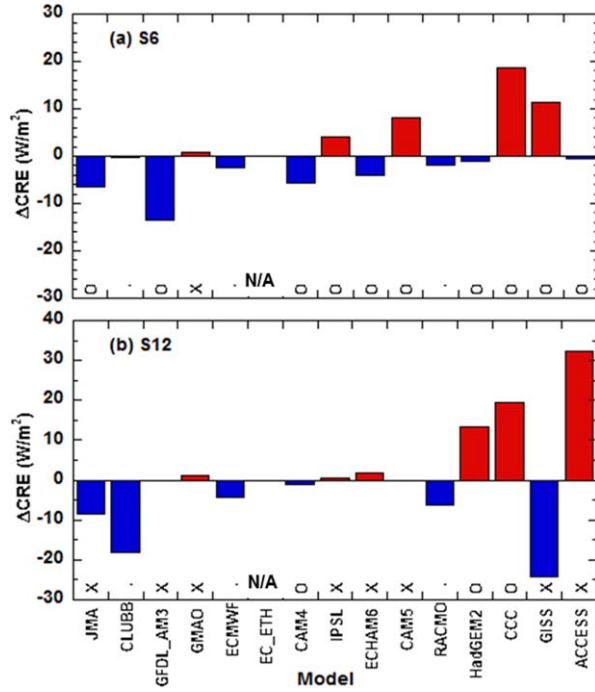 (a) S6
ΔCRE (W/m²)
30
20
10
0
-10
-20
-30
N/A
O · O X · O O O O · O O O O
(b) S12
ΔCRE (W/m²)
40
30
20
10
0
-10
-20
-30
N/A
X · X X · O X X X · O O X X
JMA
CLUBB
GFDL_AM3
GMAO
ECMWF
EC_ETH
CAM4
IPSL
ECHAM6
CAM5
RACMO
HadGEM2
CCC
GISS
ACCESS
Model